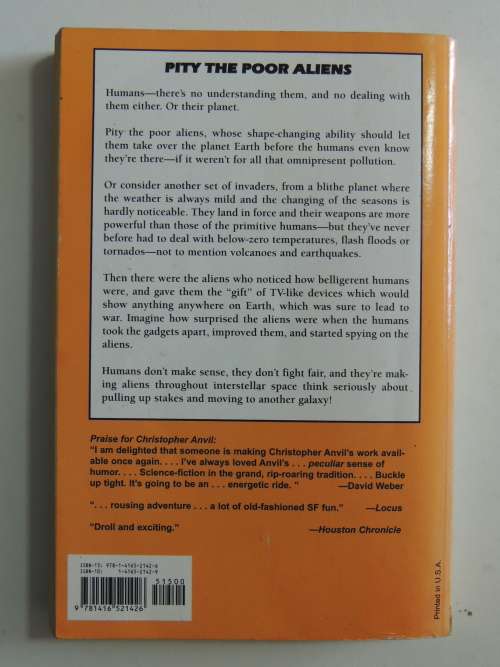 PITY THE POOR ALIENS
Humans—there's no understanding them, and no dealing with
them either. Or their planet.
Pity the poor aliens, whose shape-changing ability should let
them take over the planet Earth before the humans even know
they're there—if it weren't for all that omnipresent pollution.
Or consider another set of invaders, from a blithe planet where
the weather is always mild and the changing of the seasons is
hardly noticeable. They land in force and their weapons are more
powerful than those of the primitive humans—but they've never
before had to deal with below-zero temperatures, flash floods or
tornados—not to mention volcanoes and earthquakes.
Then there were the aliens who noticed how belligerent humans
were, and gave them the "gift" of TV-like devices which would
show anything anywhere on Earth, which was sure to lead to
war. Imagine how surprised the aliens were when the humans
took the gadgets apart, improved them, and started spying on the
aliens.
Humans don't make sense, they don't fight fair, and they're mak-
ing aliens throughout interstellar space think seriously about
pulling up stakes and moving to another galaxy!
Praise for Christopher Anvil:
"I am delighted that someone is making Christopher Anvil's work avail-
able once again. . . . I've always loved Anvil's . . . peculiar sense of
humor. . . . Science-fiction in the grand, rip-roaring tradition. . . . Buckle
up tight. It's going to be an . . . energetic ride. " —David Weber
". . . rousing adventure . . . a lot of old-fashioned SF fun." —Locus
"Droll and exciting." —Houston Chronicle
ISBN-13: 978-1-4165-2142-6
ISBN-10: 1-4165-2142-9
51500
9 781416 521426
Printed in U.S.A.